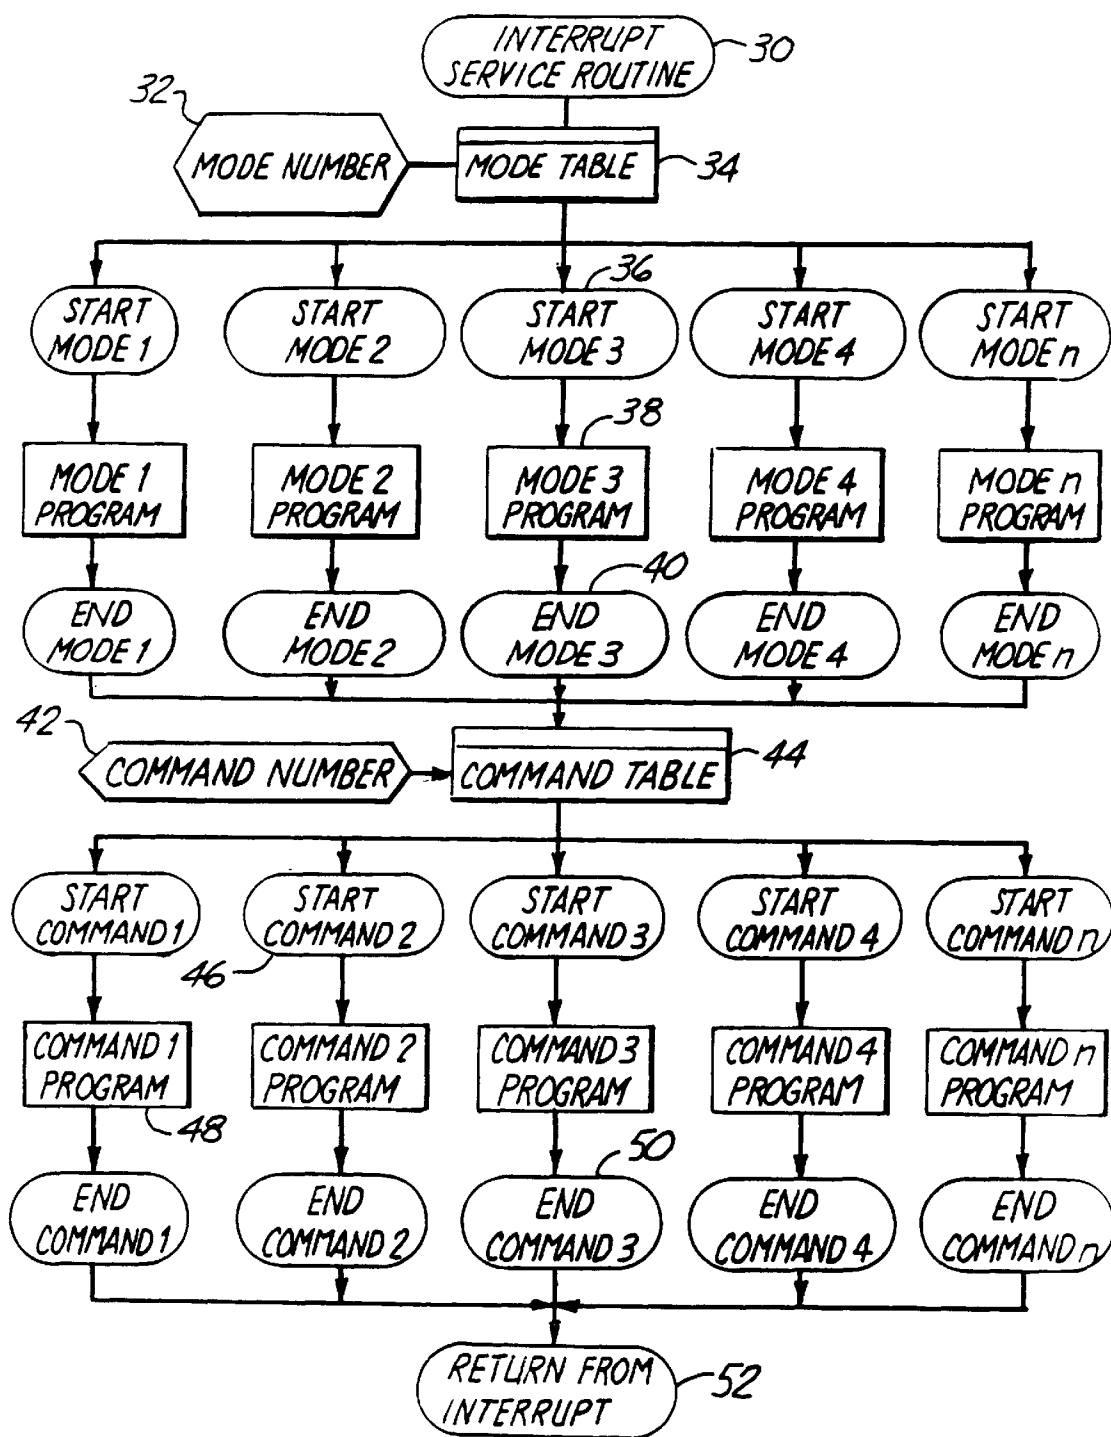 INTERRUPT
SERVICE ROUTINE
30
32
MODE NUMBER
MODE TABLE
34
36
START
MODE 1
START
MODE 2
START
MODE 3
START
MODE 4
START
MODE n
38
MODE 1
PROGRAM
MODE 2
PROGRAM
MODE 3
PROGRAM
MODE 4
PROGRAM
MODE n
PROGRAM
40
END
MODE 1
END
MODE 2
END
MODE 3
END
MODE 4
END
MODE n
42
COMMAND NUMBER
COMMAND TABLE
44
START
COMMAND 1
START
COMMAND 2
START
COMMAND 3
START
COMMAND 4
START
COMMAND n
46
COMMAND 1
PROGRAM
COMMAND 2
PROGRAM
COMMAND 3
PROGRAM
COMMAND 4
PROGRAM
COMMAND n
PROGRAM
48
50
END
COMMAND 1
END
COMMAND 2
END
COMMAND 3
END
COMMAND 4
END
COMMAND n
RETURN FROM
INTERRUPT
52